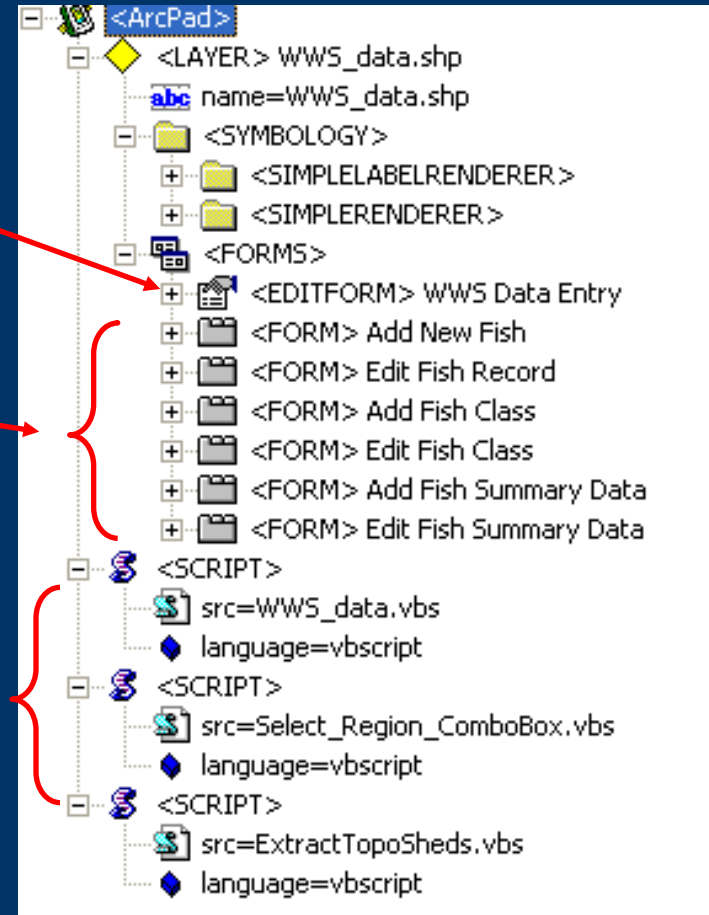 <ArcPad>
<LAYER> WWS_data.shp
abc name=WWS_data.shp
<SYMBOLOGY>
<SIMPLELABELRENDERER>
<SIMPLERENDERER>
<FORMS>
<EDITFORM> WWS Data Entry
<FORM> Add New Fish
<FORM> Edit Fish Record
<FORM> Add Fish Class
<FORM> Edit Fish Class
<FORM> Add Fish Summary Data
<FORM> Edit Fish Summary Data
<SCRIPT>
src=WWS_data.vbs
language=vbscript
<SCRIPT>
src=Select_Region_ComboBox.vbs
language=vbscript
<SCRIPT>
src=ExtractTopoSheds.vbs
language=vbscript